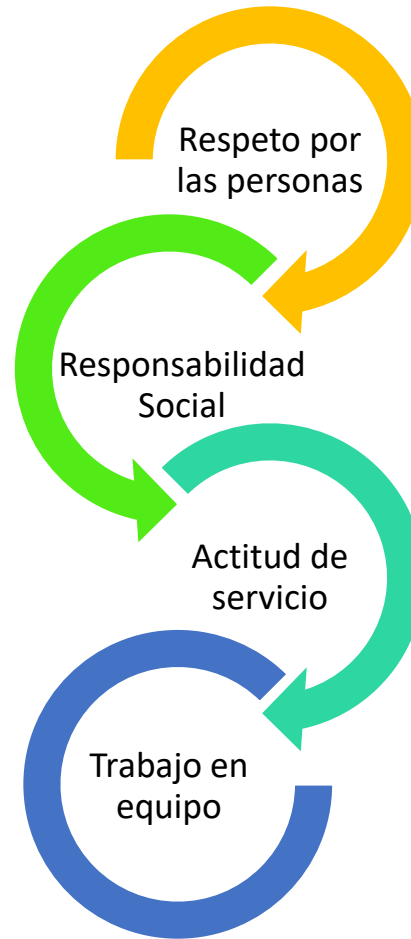 Respeto por
las personas
Responsabilidad
Social
Actitud de
servicio
Trabajo en
equipo